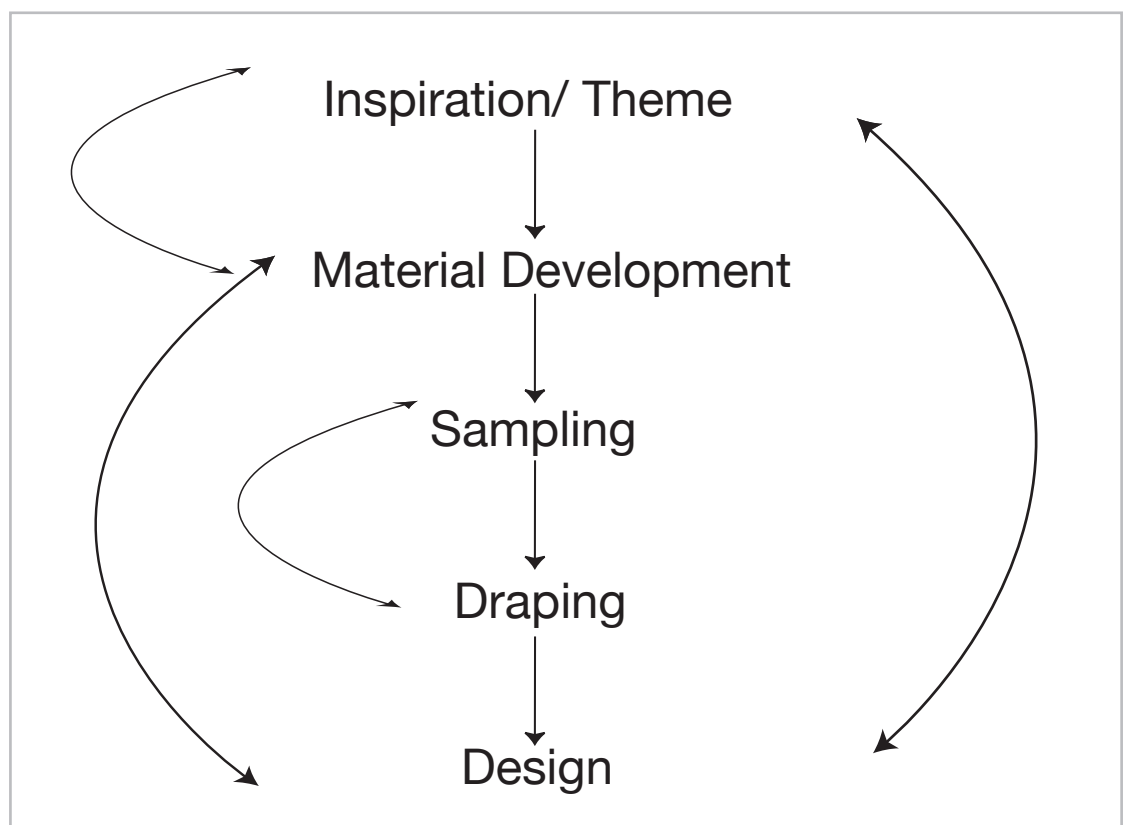 Inspiration/ Theme
Material Development
Sampling
Draping
Design